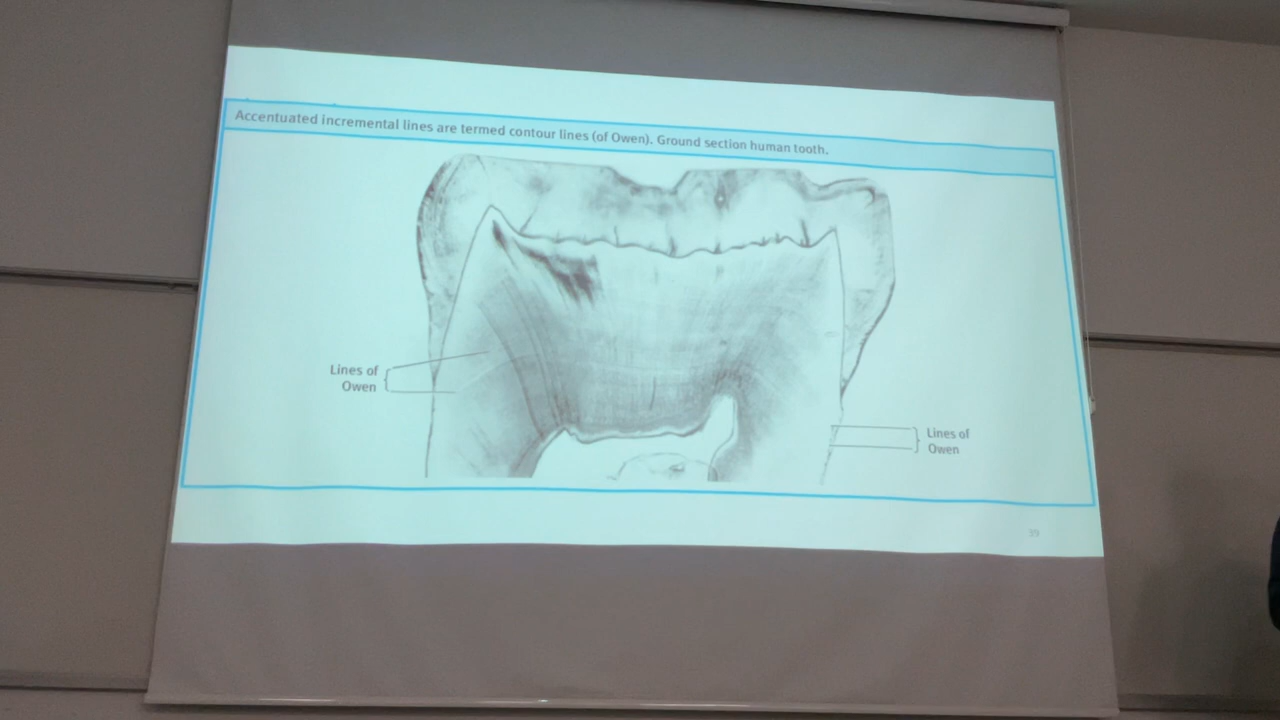 Accentuated incremental lines are termed contour lines (of Owen). Ground section human tooth.
Lines of
Owen
Lines of
Owen
39